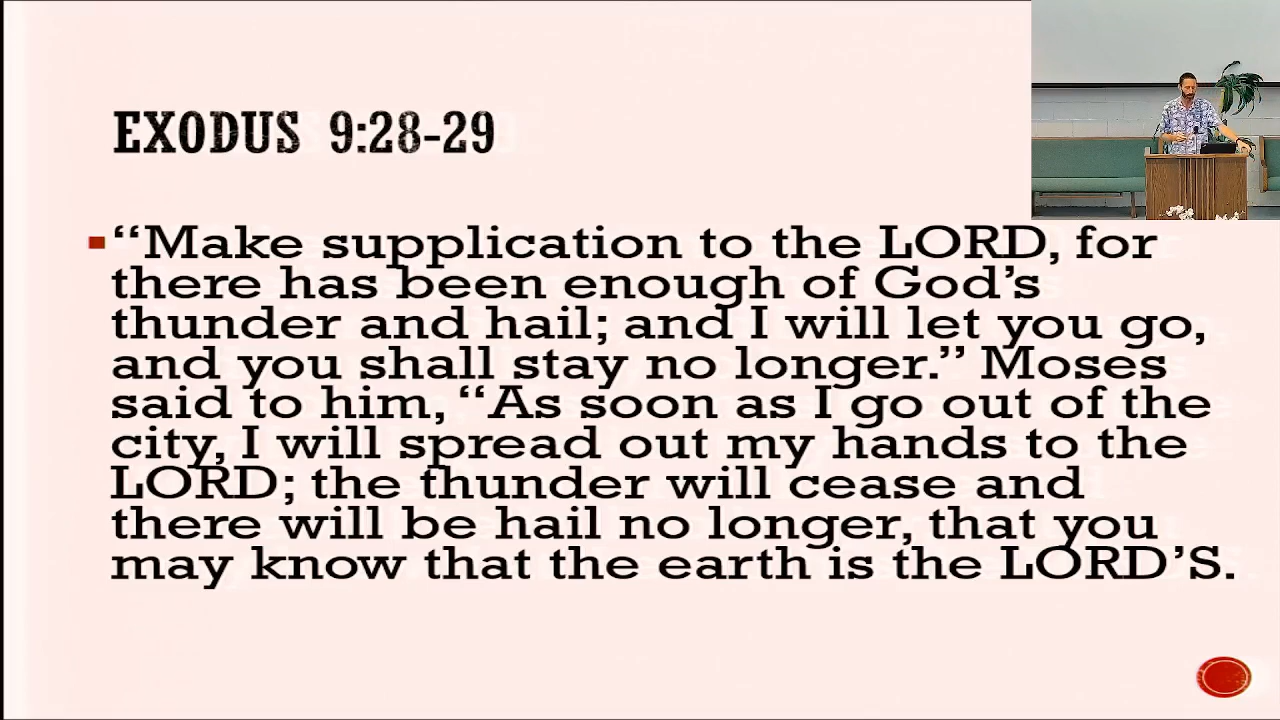 EXODUS 9:28-29
“Make supplication to the LORD, for
there has been enough of God’s
thunder and hail; and I will let you go,
and you shall stay no longer.” Moses
said to him, “As soon as I go out of the
city, I will spread out my hands to the
LORD; the thunder will cease and
there will be hail no longer, that you
may know that the earth is the LORD’S.